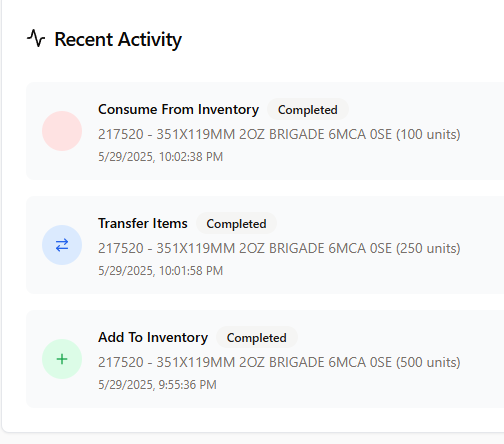 Recent Activity
Consume From Inventory Completed
217520 - 351X119MM 2OZ BRIGADE 6MCA 0SE (100 units)
5/29/2025, 10:02:38 PM
Transfer Items Completed
217520 - 351X119MM 2OZ BRIGADE 6MCA 0SE (250 units)
5/29/2025, 10:01:58 PM
Add To Inventory Completed
217520 - 351X119MM 2OZ BRIGADE 6MCA 0SE (500 units)
5/29/2025, 9:55:36 PM